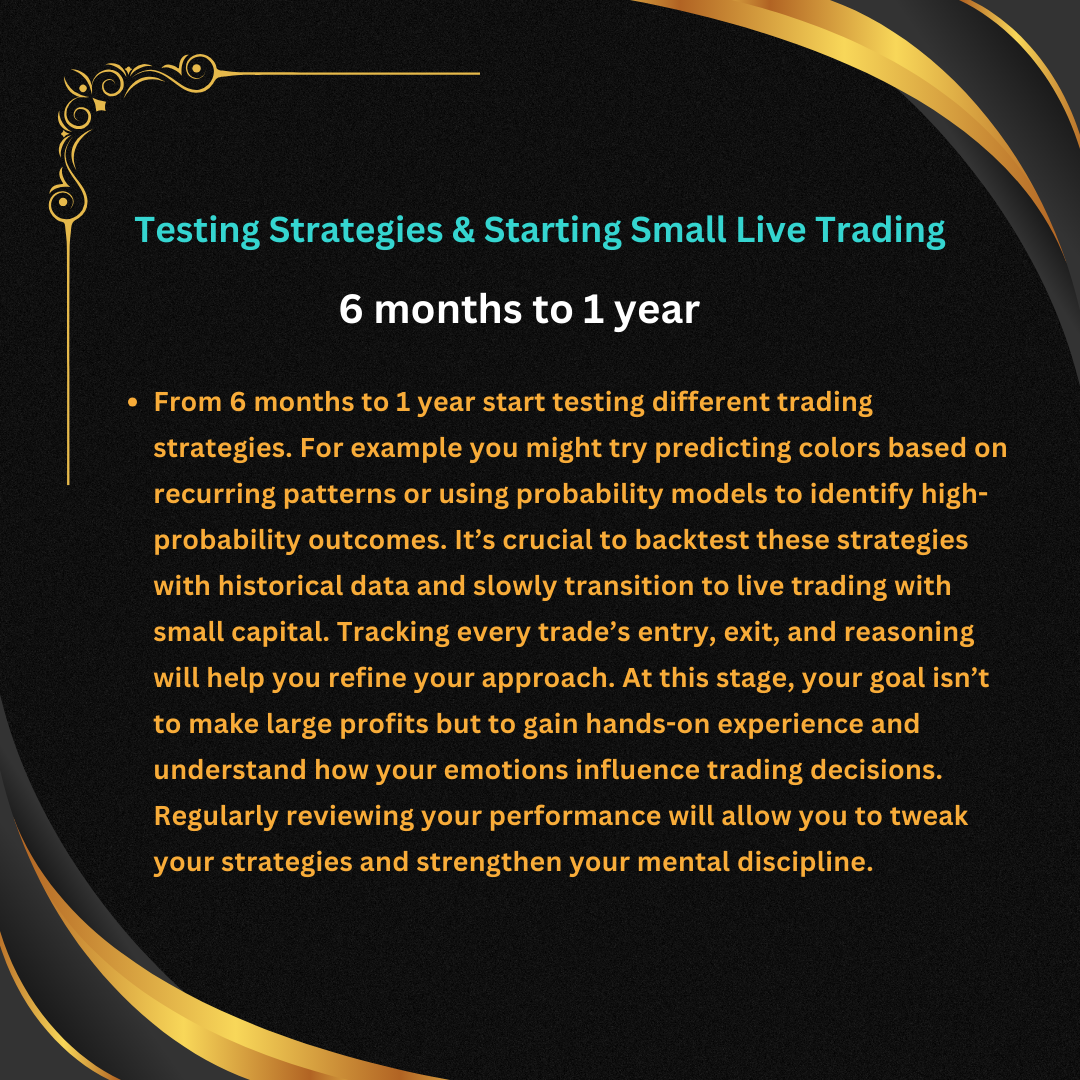 Testing Strategies & Starting Small Live Trading
6 months to 1 year
• From 6 months to 1 year start testing different trading
strategies. For example you might try predicting colors based on
recurring patterns or using probability models to identify high-
probability outcomes. It’s crucial to backtest these strategies
with historical data and slowly transition to live trading with
small capital. Tracking every trade’s entry, exit, and reasoning
will help you refine your approach. At this stage, your goal isn’t
to make large profits but to gain hands-on experience and
understand how your emotions influence trading decisions.
Regularly reviewing your performance will allow you to tweak
your strategies and strengthen your mental discipline.